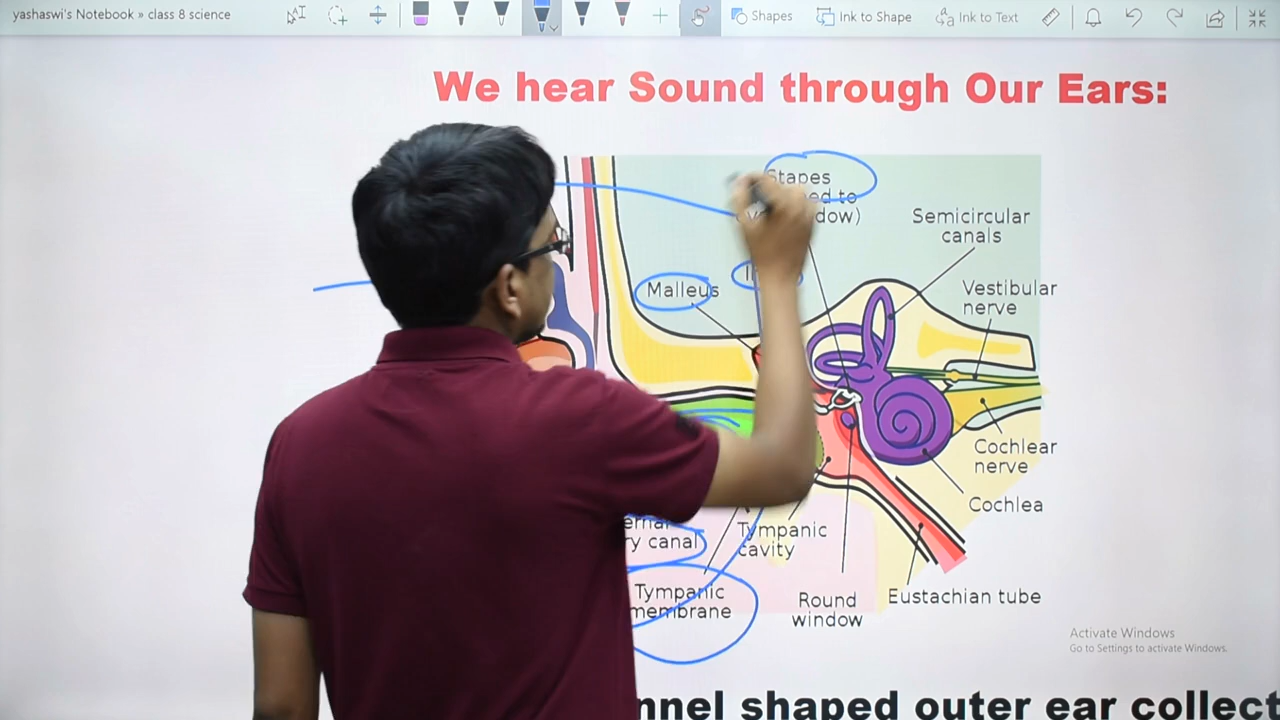 yashaswi's Notebook » class 8 science
Shapes
Ink to Shape
Ink to Text
We hear Sound through Our Ears:
Stapes
to
Semicircular
canals
Malleus
Vestibular
nerve
Cochlear
nerve
Cochlea
canal
Tympanic
cavity
Tympanic
membrane
Round
window
Eustachian tube
Activate Windows
Go to Settings to activate Windows.
shaped outer ear collect